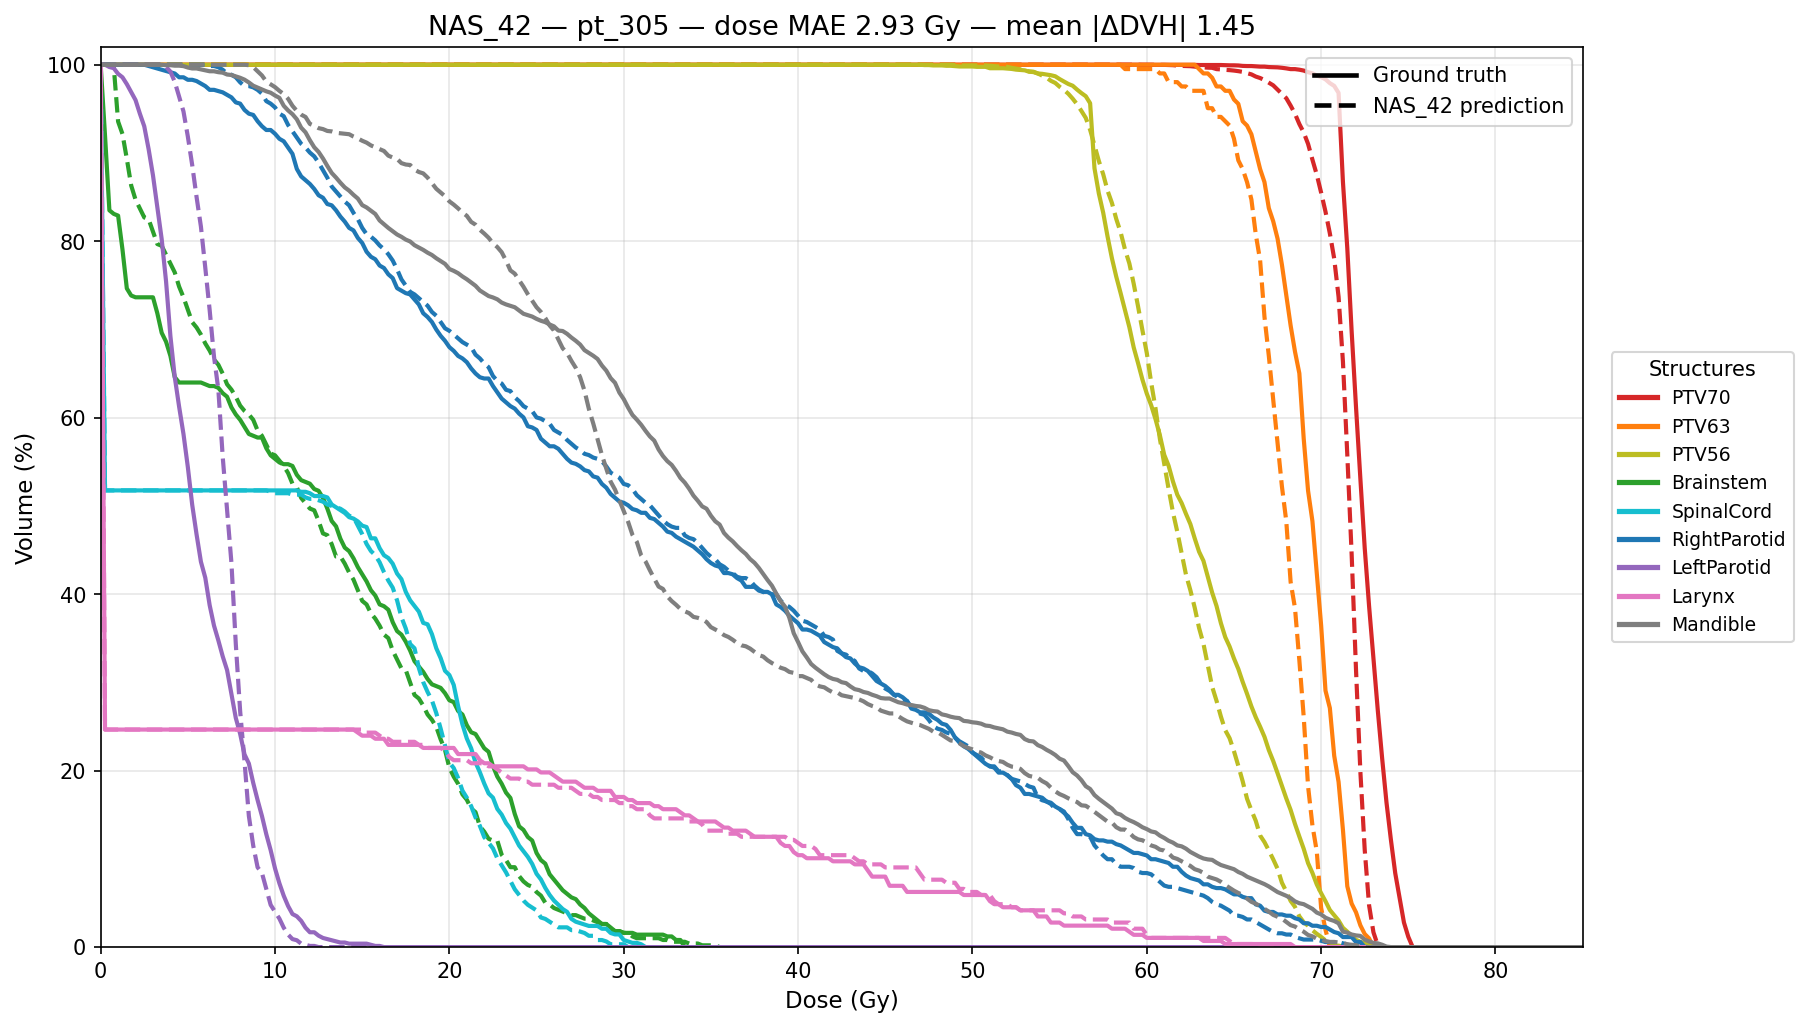 NAS_42 — pt_305 — dose MAE 2.93 Gy — mean |ΔDVH| 1.45
Ground truth
NAS_42 prediction
Volume (%)
100
80
60
40
20
0
0 10 20 30 40 50 60 70 80
Dose (Gy)
Structures
PTV70
PTV63
PTV56
Brainstem
SpinalCord
RightParotid
LeftParotid
Larynx
Mandible